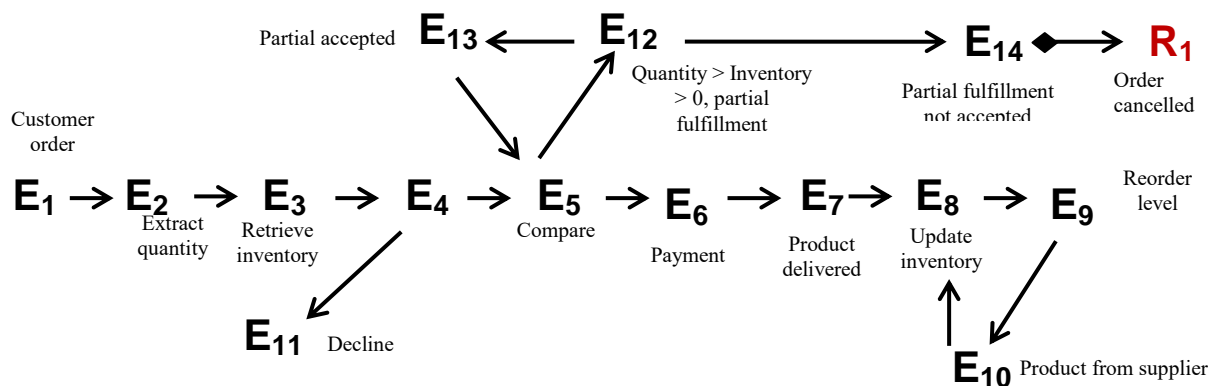 Partial accepted
E13
E12
E14
R1
Quantity > Inventory
> 0, partial
fulfillment
Partial fulfillment
not accepted
Order
cancelled
Customer
order
E1
E2
E3
E4
E5
E6
E7
E8
E9
Reorder
level
Extract
quantity
Retrieve
inventory
Compare
Payment
Product
delivered
Update
inventory
E11
Decline
E10
Product from supplier